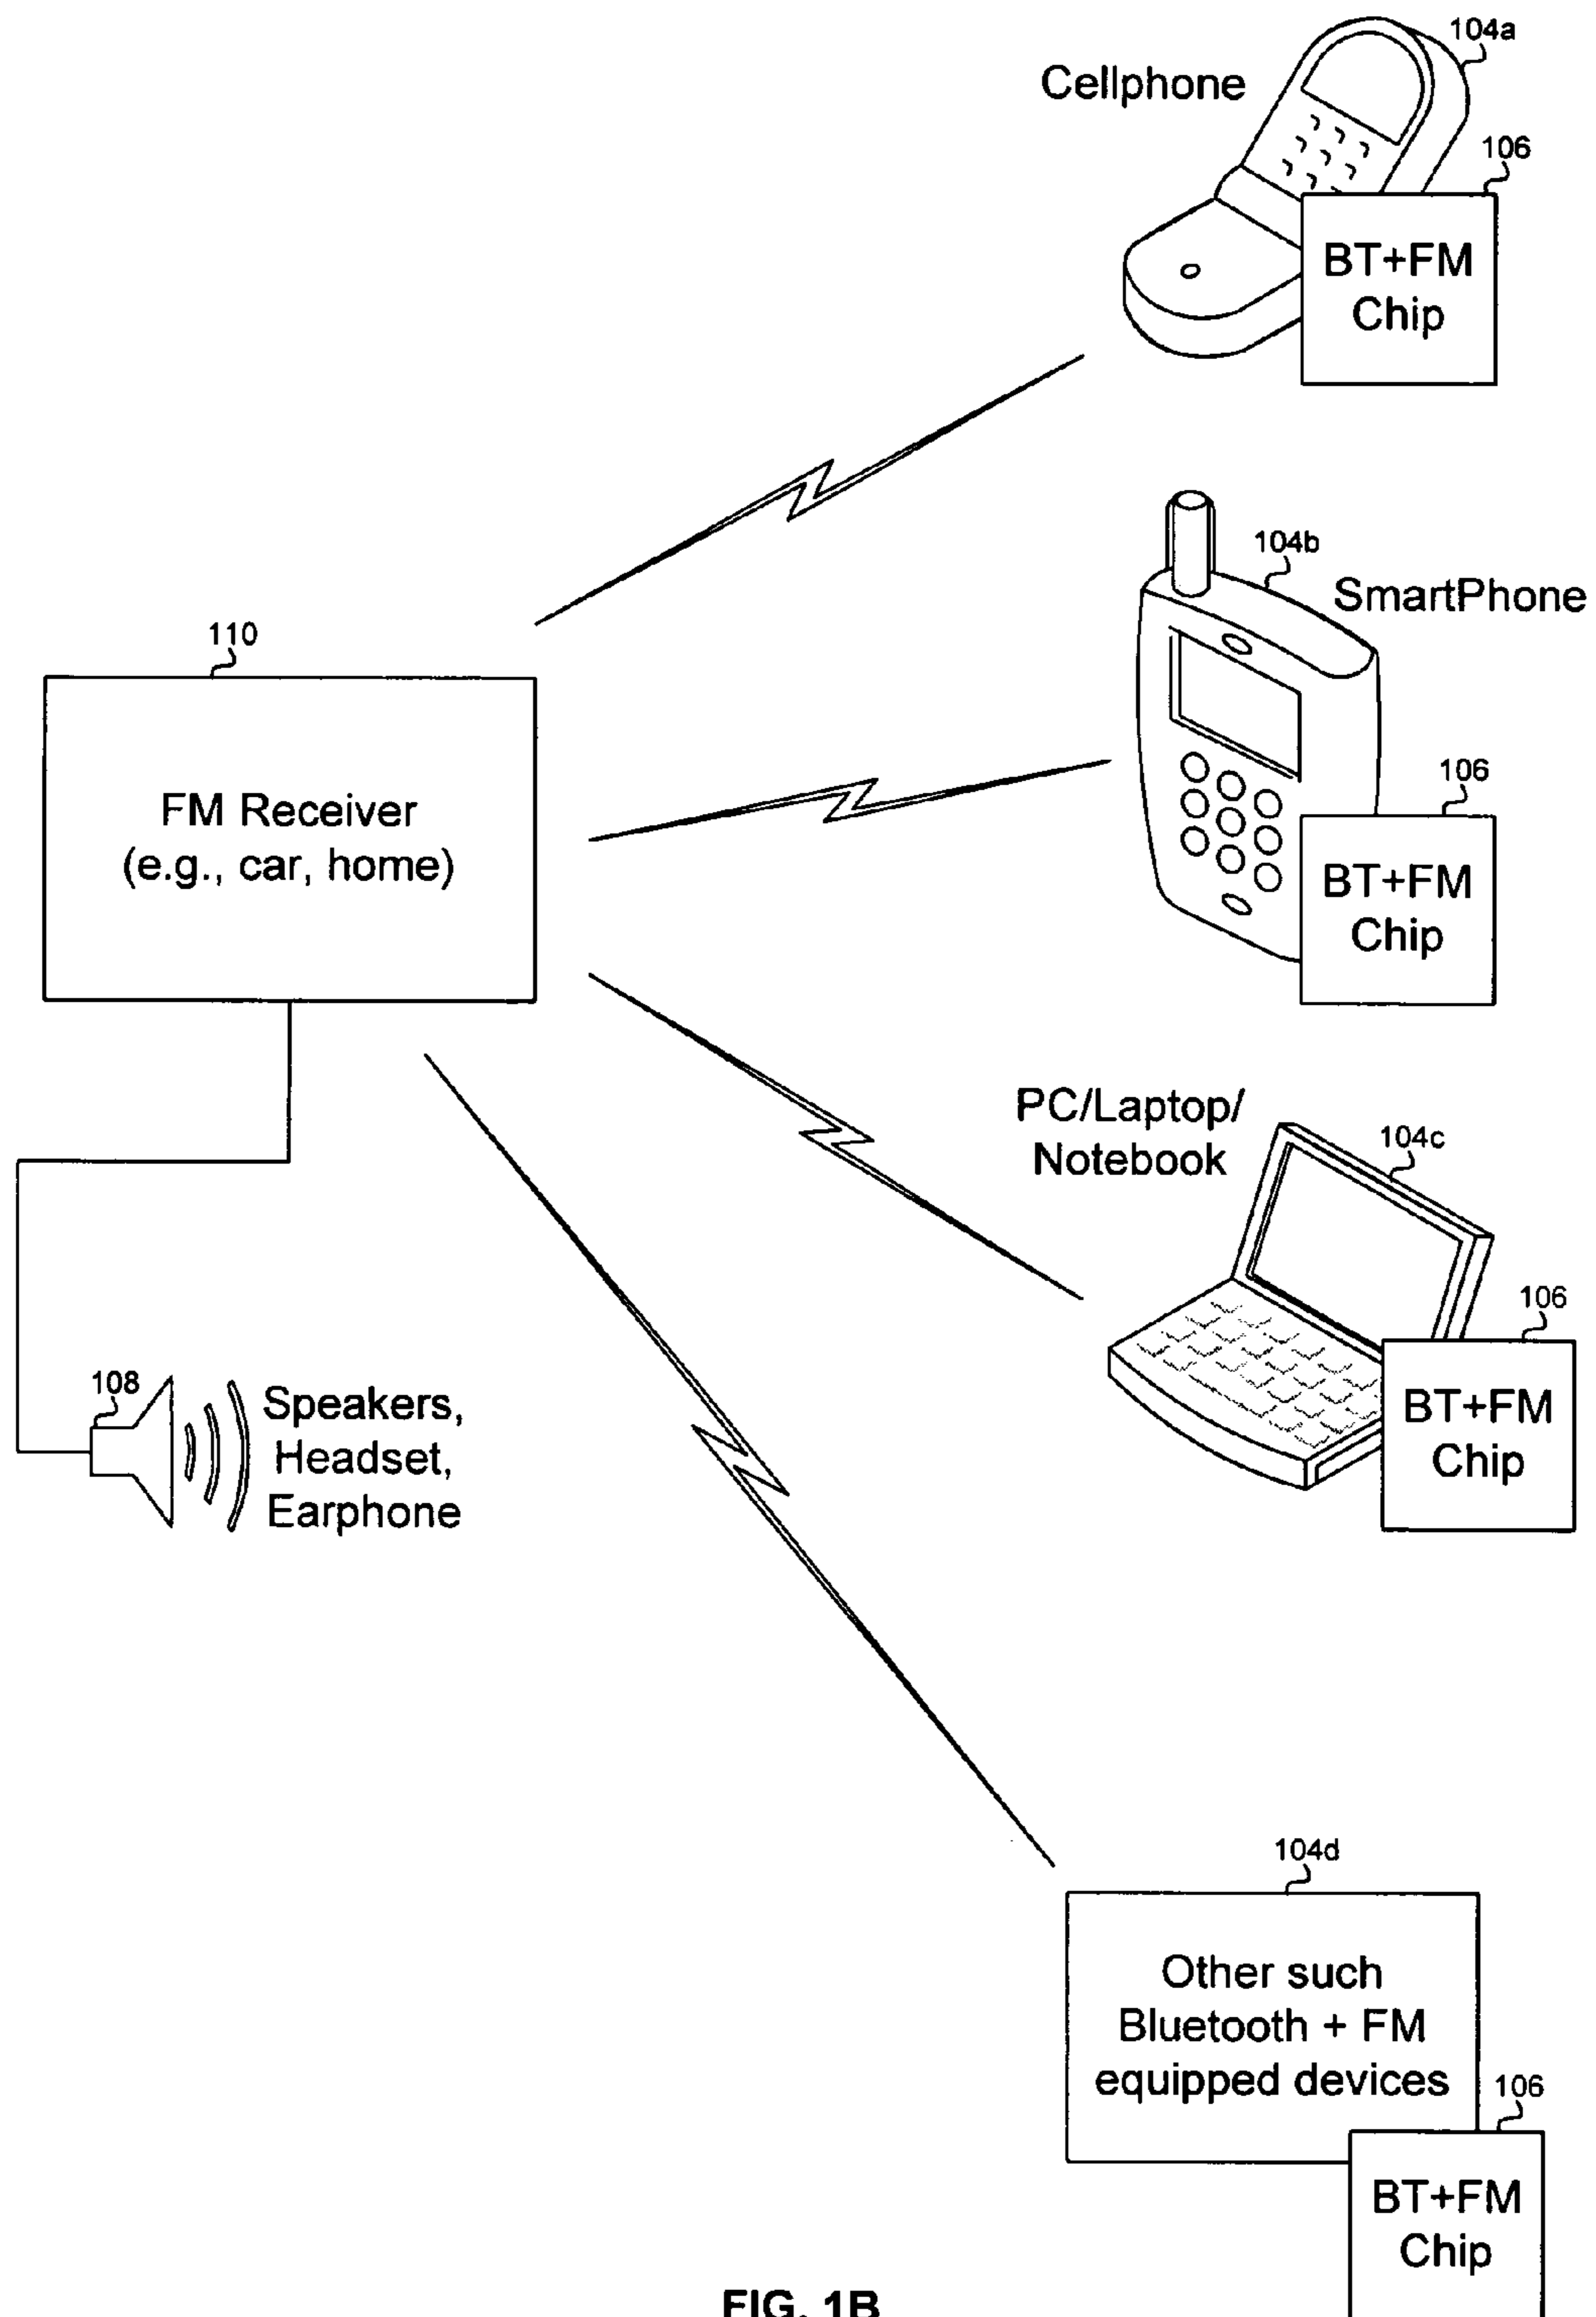 104a
Cellphone
106
BT+FM
Chip
104b
SmartPhone
110
FM Receiver
(e.g., car, home)
106
BT+FM
Chip
PC/Laptop/
Notebook
104c
106
BT+FM
Chip
108
Speakers,
Headset,
Earphone
104d
Other such
Bluetooth + FM
equipped devices
106
BT+FM
Chip
FIG. 1B